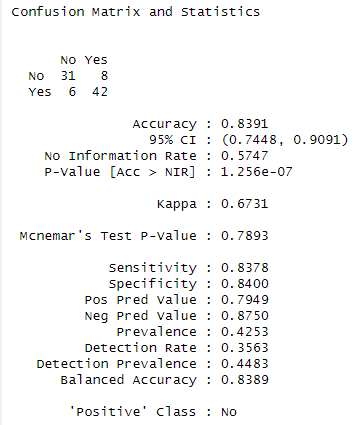 Confusion Matrix and Statistics
No Yes
No 31 8
Yes 6 42
Accuracy : 0.8391
95% CI : (0.7448, 0.9091)
No Information Rate : 0.5747
P-Value [Acc > NIR] : 1.256e-07
Kappa : 0.6731
Mcnemar's Test P-Value : 0.7893
Sensitivity : 0.8378
Specificity : 0.8400
Pos Pred Value : 0.7949
Neg Pred Value : 0.8750
Prevalence : 0.4253
Detection Rate : 0.3563
Detection Prevalence : 0.4483
Balanced Accuracy : 0.8389
'Positive' Class : No